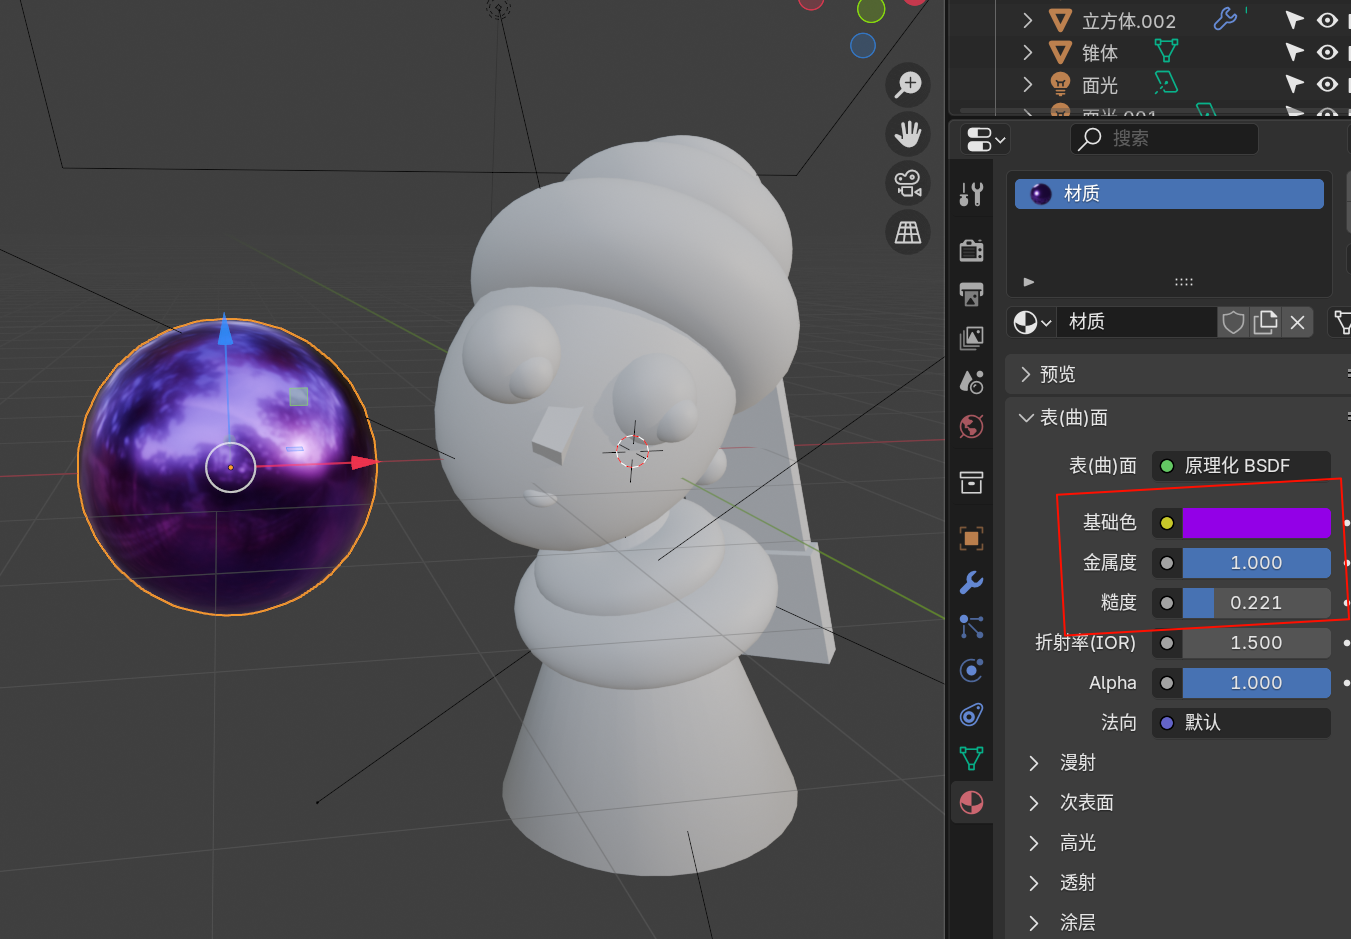 立方体.002
锥体
面光
面光.001
搜索
材质
材质
预览
表(曲)面
表(曲)面 原理化 BSDF
基础色
金属度 1.000
糙度 0.221
折射率(IOR) 1.500
Alpha 1.000
法向 默认
漫射
次表面
高光
透射
涂层